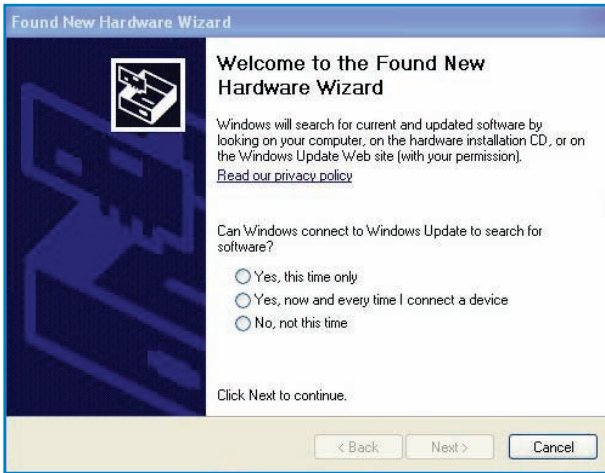 Found New Hardware Wizard
Welcome to the Found New
Hardware Wizard
Windows will search for current and updated software by
looking on your computer, on the hardware installation CD, or on
the Windows Update Web site (with your permission).
Read our privacy policy
Can Windows connect to Windows Update to search for
software?
Yes, this time only
Yes, now and every time I connect a device
No, not this time
Click Next to continue.
< Back Next > Cancel